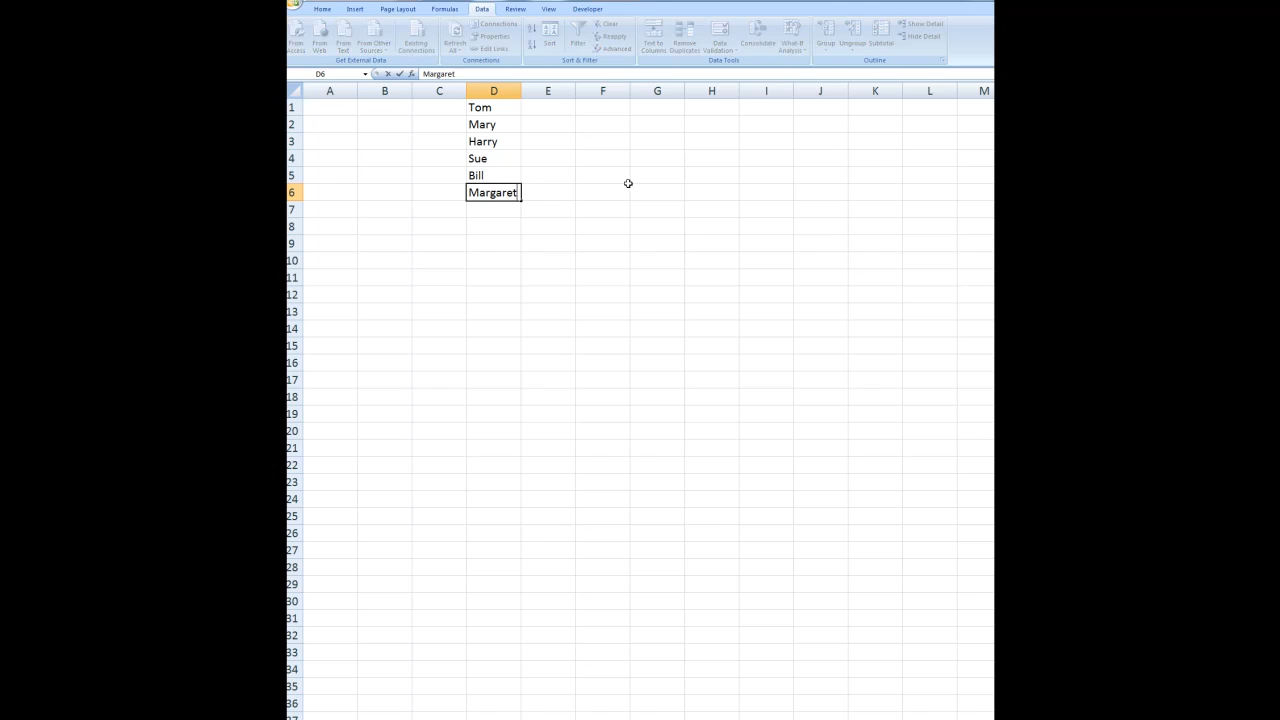 Home Insert Page Layout Formulas Data Review View Developer
From Access
From Web
From Text
From Other Sources
Existing Connections
Get External Data
Refresh All
Connections
Properties
Edit Links
Connections
Sort
Filter
Clear
Reapply
Advanced
Sort & Filter
Text to Columns
Remove Duplicates
Data Validation
Consolidate
What-If Analysis
Data Tools
Group
Ungroup
Subtotal
Show Detail
Hide Detail
Outline
D6 fx Margaret
A B C D E F G H I J K L M
1 Tom
2 Mary
3 Harry
4 Sue
5 Bill
6 Margaret
7
8
9
10
11
12
13
14
15
16
17
18
19
20
21
22
23
24
25
26
27
28
29
30
31
32
33
34
35
36
37